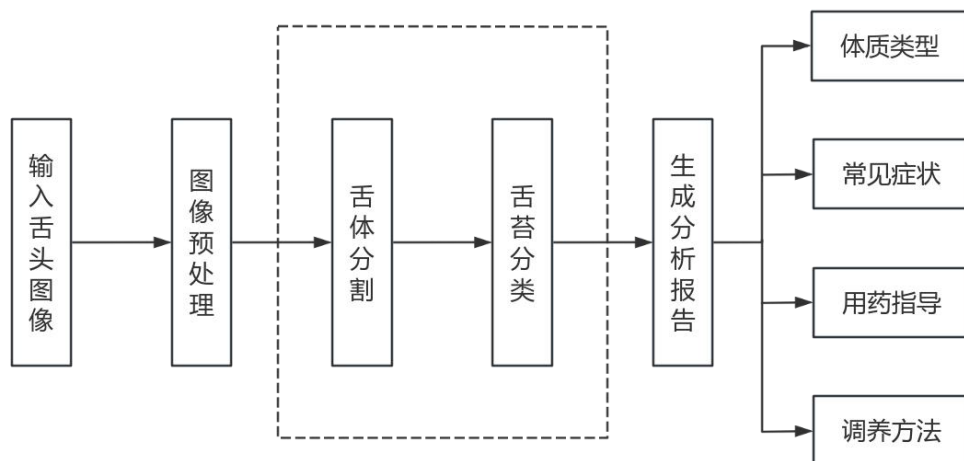 输入舌头图像
图像预处理
舌体分割
舌苔分类
生成分析报告
体质类型
常见症状
用药指导
调养方法